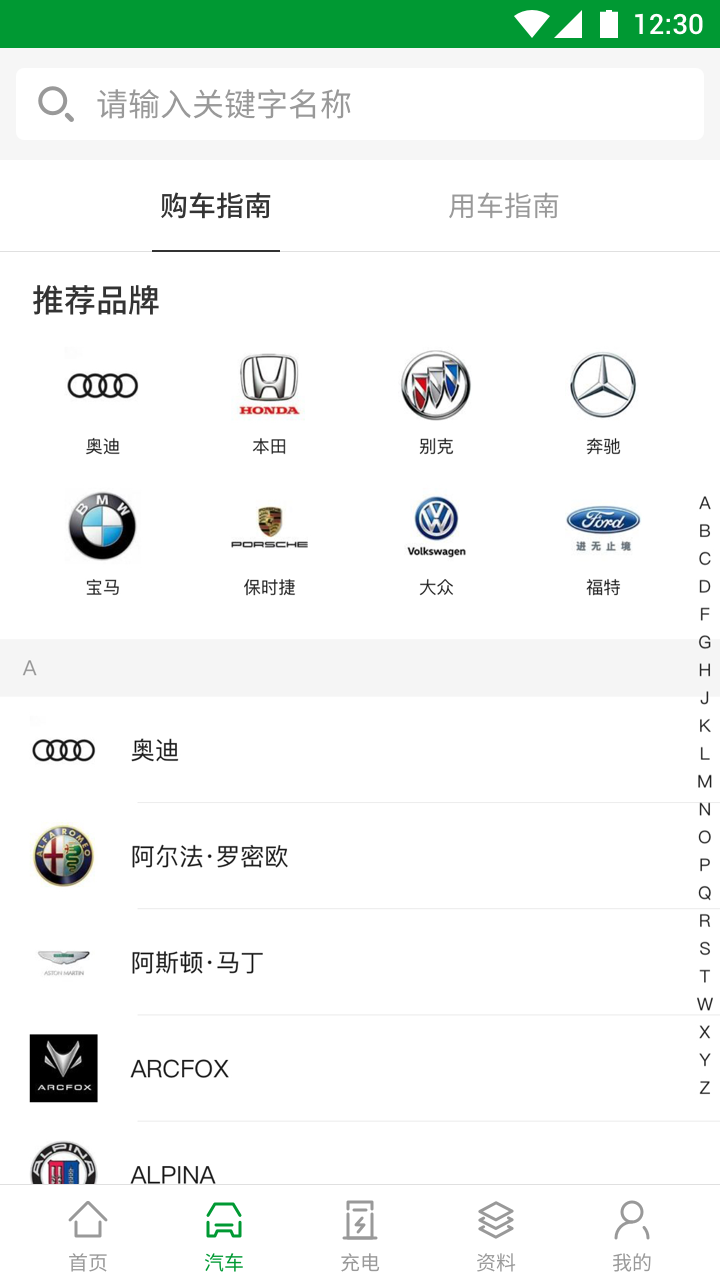 12:30
请输入关键字名称
购车指南 用车指南
推荐品牌
HONDA
奥迪 本田 别克 奔驰
BMW PORSCHE Volkswagen Ford 进无止境
宝马 保时捷 大众 福特
A
B
C
D
F
G
H
J
K
L
M
N
O
P
Q
R
S
T
W
X
Y
Z
A
奥迪
ALFA ROMEO
阿尔法·罗密欧
ASTON MARTIN
阿斯顿·马丁
ARCFOX
ARCFOX
ALPINA
ALPINA
首页 汽车 充电 资料 我的